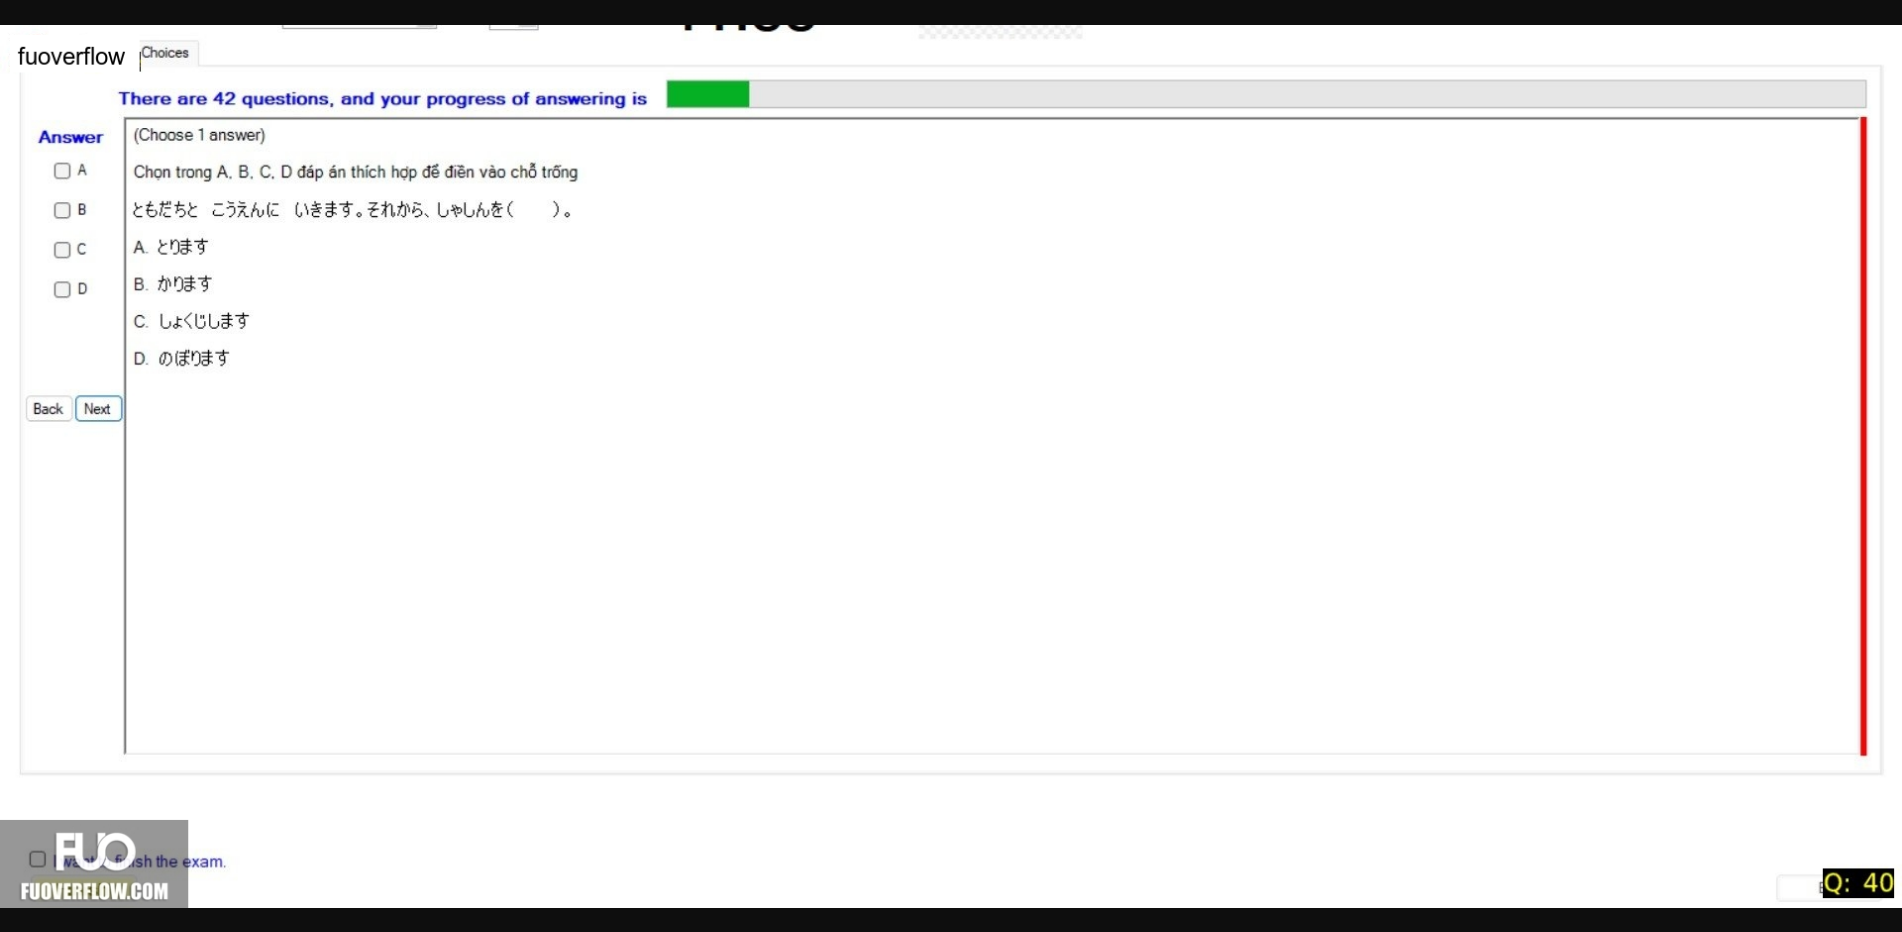 fuoverflow
Choices
There are 42 questions, and your progress of answering is
Answer
(Choose 1 answer)
A
Chọn trong A, B, C, D đáp án thích hợp để điền vào chỗ trống
B
ともだちと こうえんに いきます。それから、しゃしんを( )。
C
A. とります
D
B. かります
C. しょくじします
D. のぼります
Back
Next
FUO
finish the exam.
FUOVERFLOW.COM
Q: 40